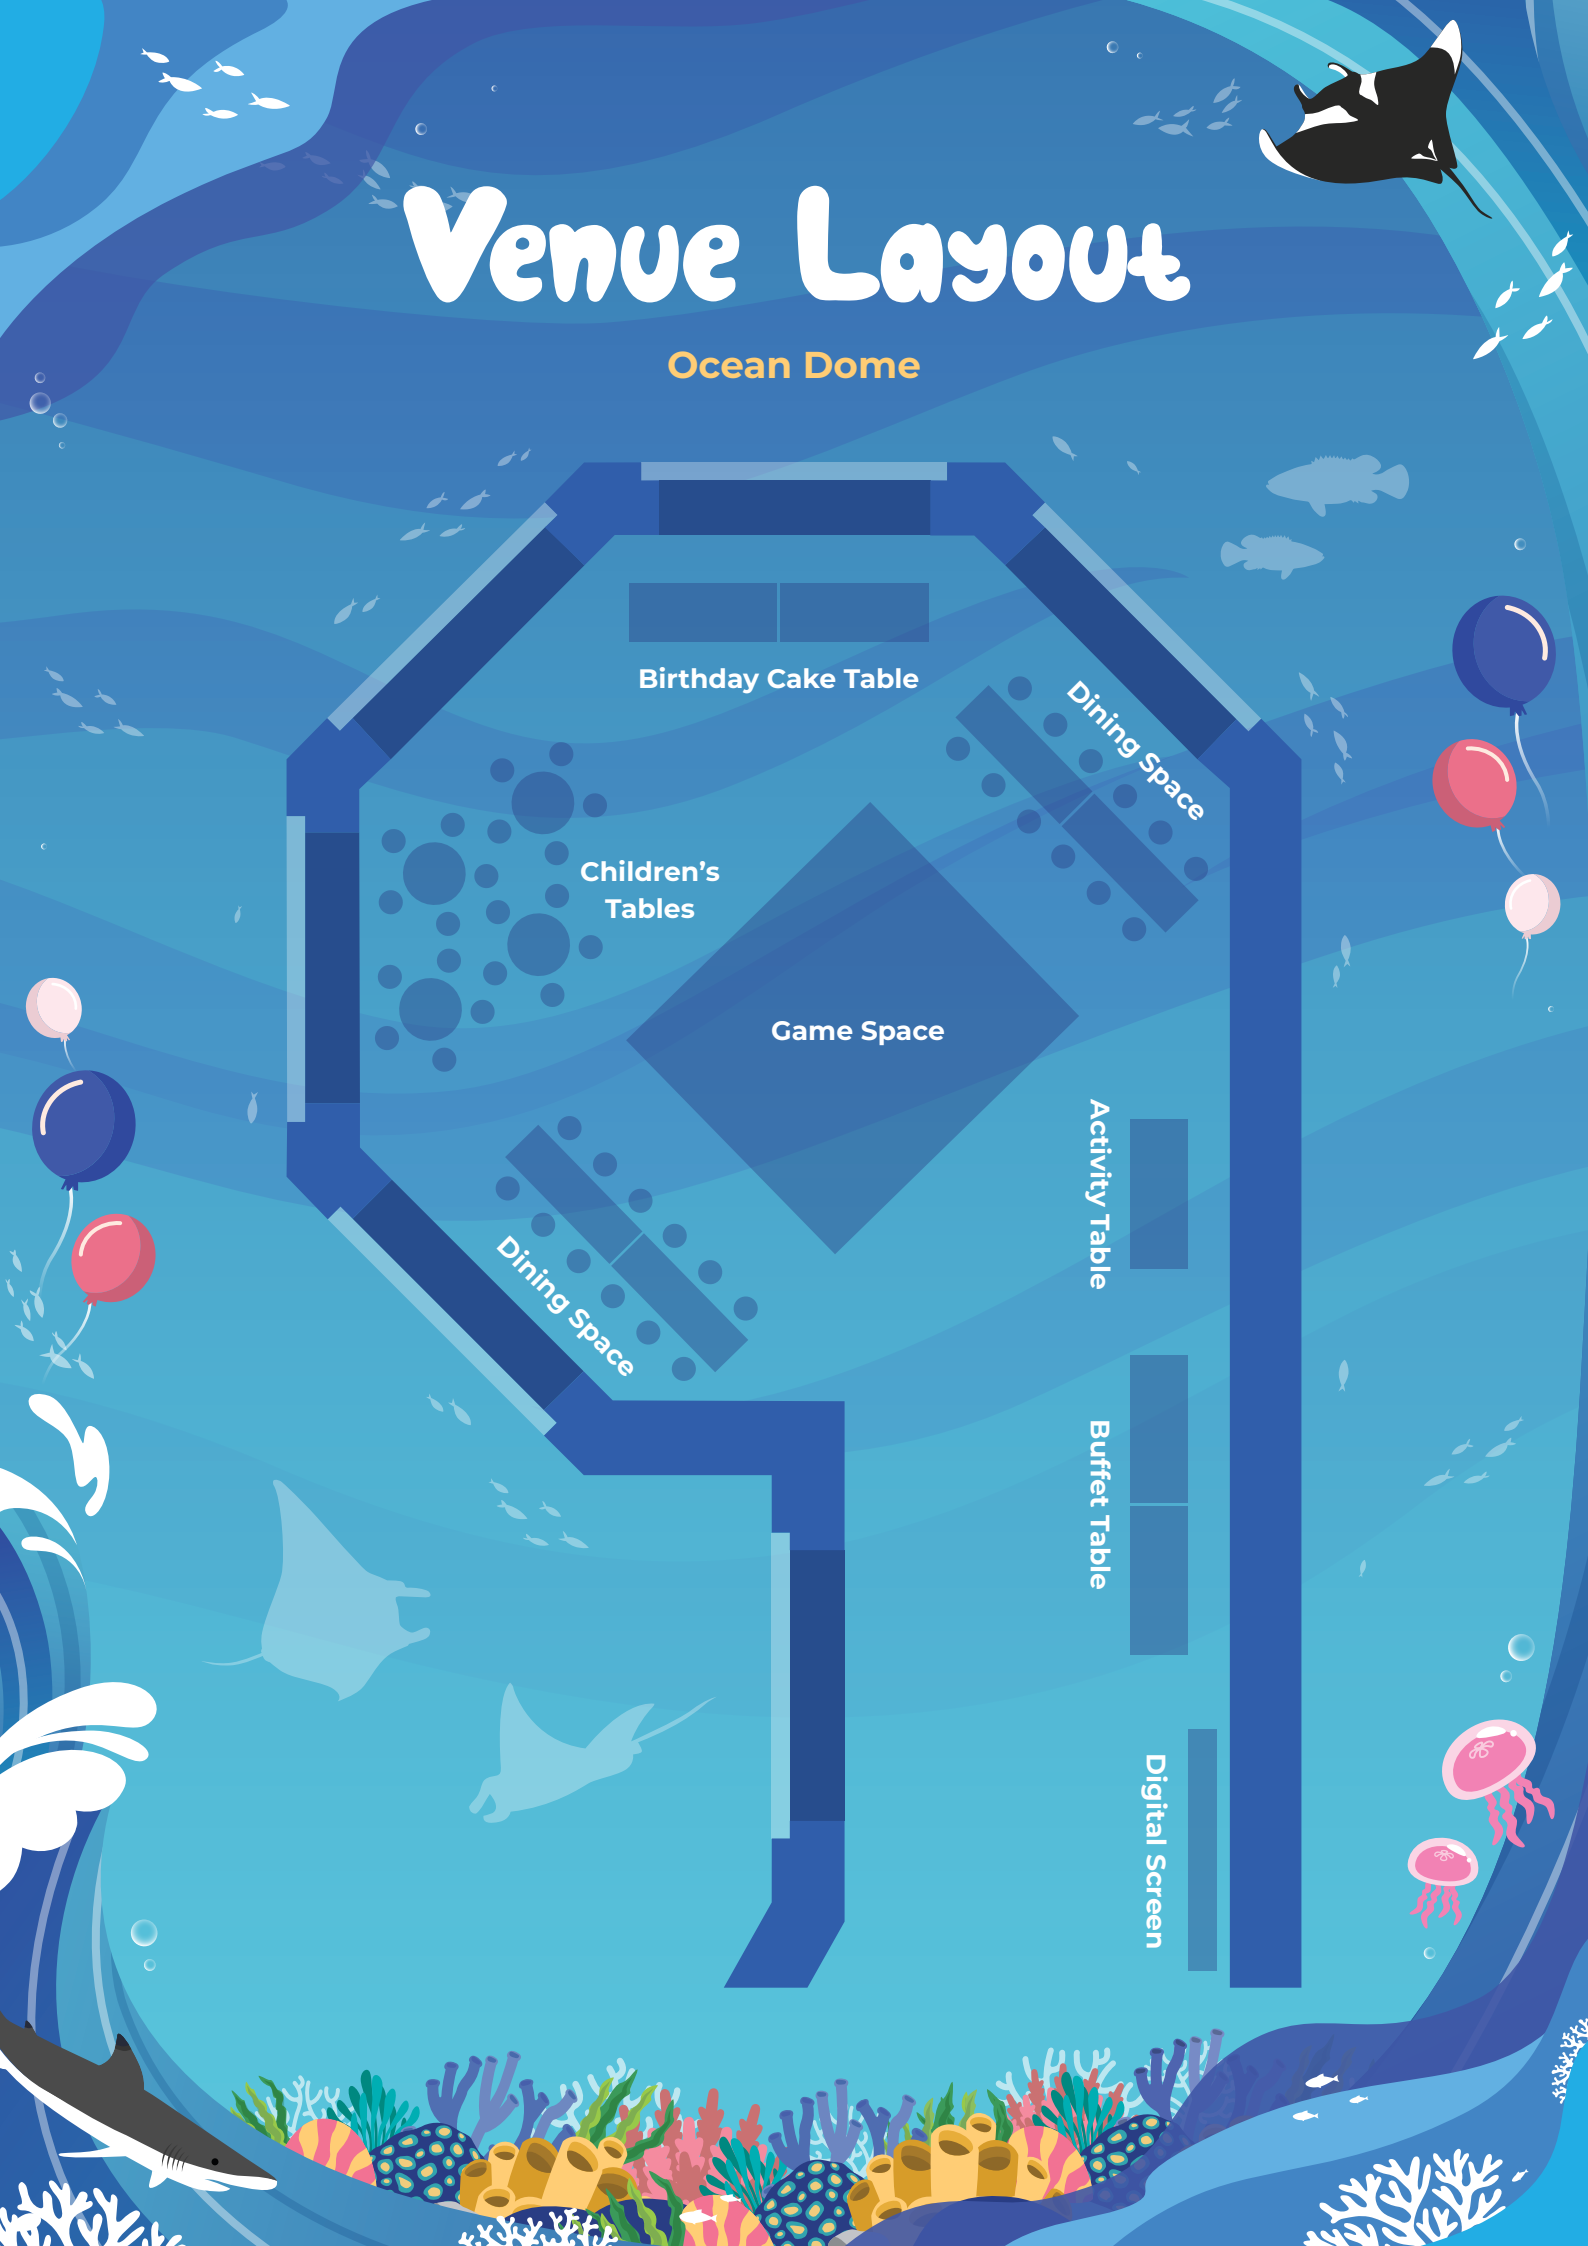 Venue Layout
Ocean Dome
Birthday Cake Table
Dining Space
Children’s
Tables
Game Space
Activity Table
Dining Space
Buffet Table
Digital Screen